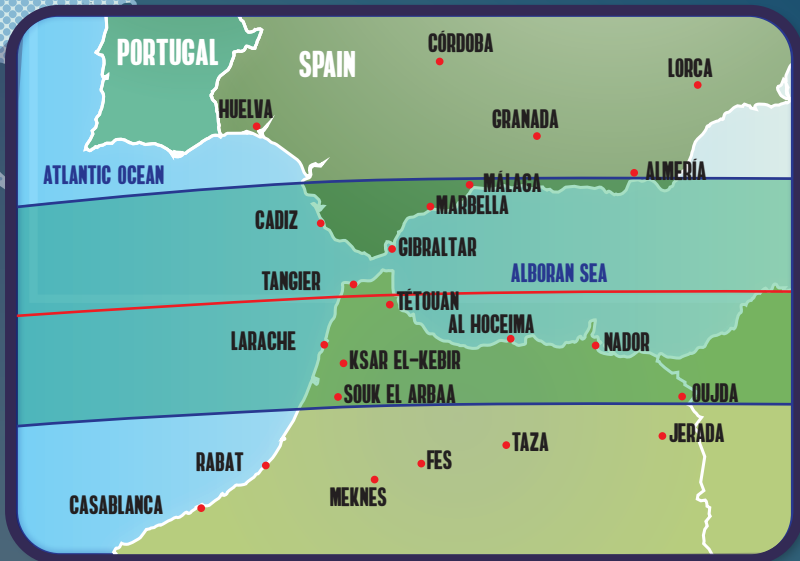 CÓRDOBA
PORTUGAL
SPAIN
LORCA
HUELVA
GRANADA
ATLANTIC OCEAN
ALMERÍA
MÁLAGA
MARBELLA
CADIZ
GIBRALTAR
ALBORAN SEA
TANGIER
TÉTOUAN
AL HOCEIMA
LARACHE
NADOR
KSAR EL-KEBIR
SOUK EL ARBAA
OUJDA
JERADA
TAZA
RABAT
FES
MEKNES
CASABLANCA